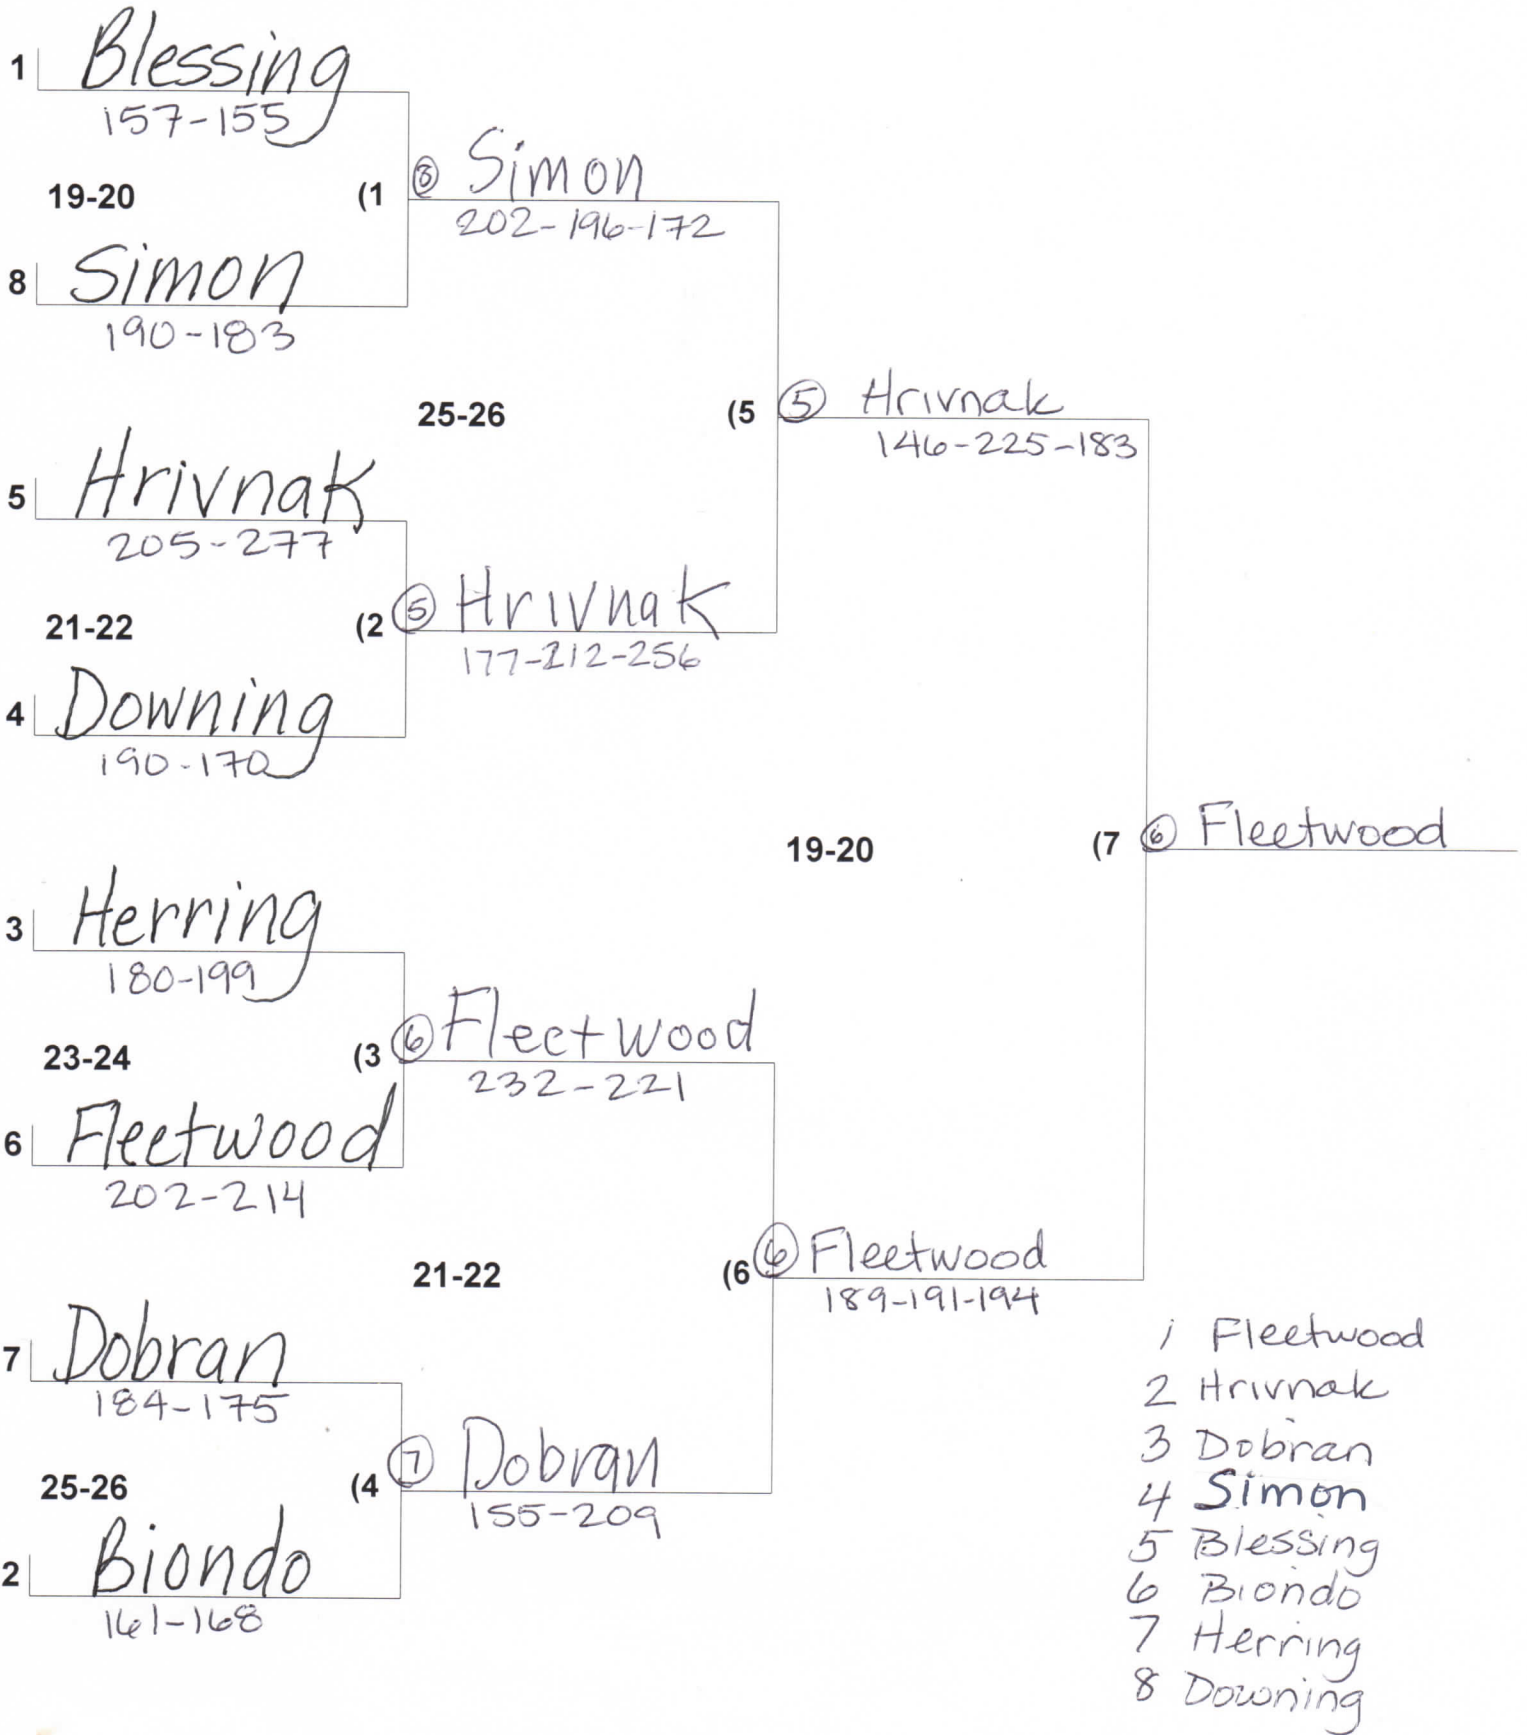 1 Blessing
157-155
19-20 (1 8 Simon
202-196-172
8 Simon
190-183
25-26 (5 5 Hrivnak
146-225-183
5 Hrivnak
205-277
21-22 (2 5 Hrivnak
177-212-256
4 Downing
190-170
19-20 (7 6 Fleetwood
3 Herring
180-199
23-24 (3 6 Fleetwood
232-221
6 Fleetwood
202-214
21-22 (6 6 Fleetwood
189-191-194
7 Dobran
184-175
25-26 (4 7 Dobran
155-209
2 Biondo
161-168
1 Fleetwood
2 Hrivnak
3 Dobran
4 Simon
5 Blessing
6 Biondo
7 Herring
8 Downing